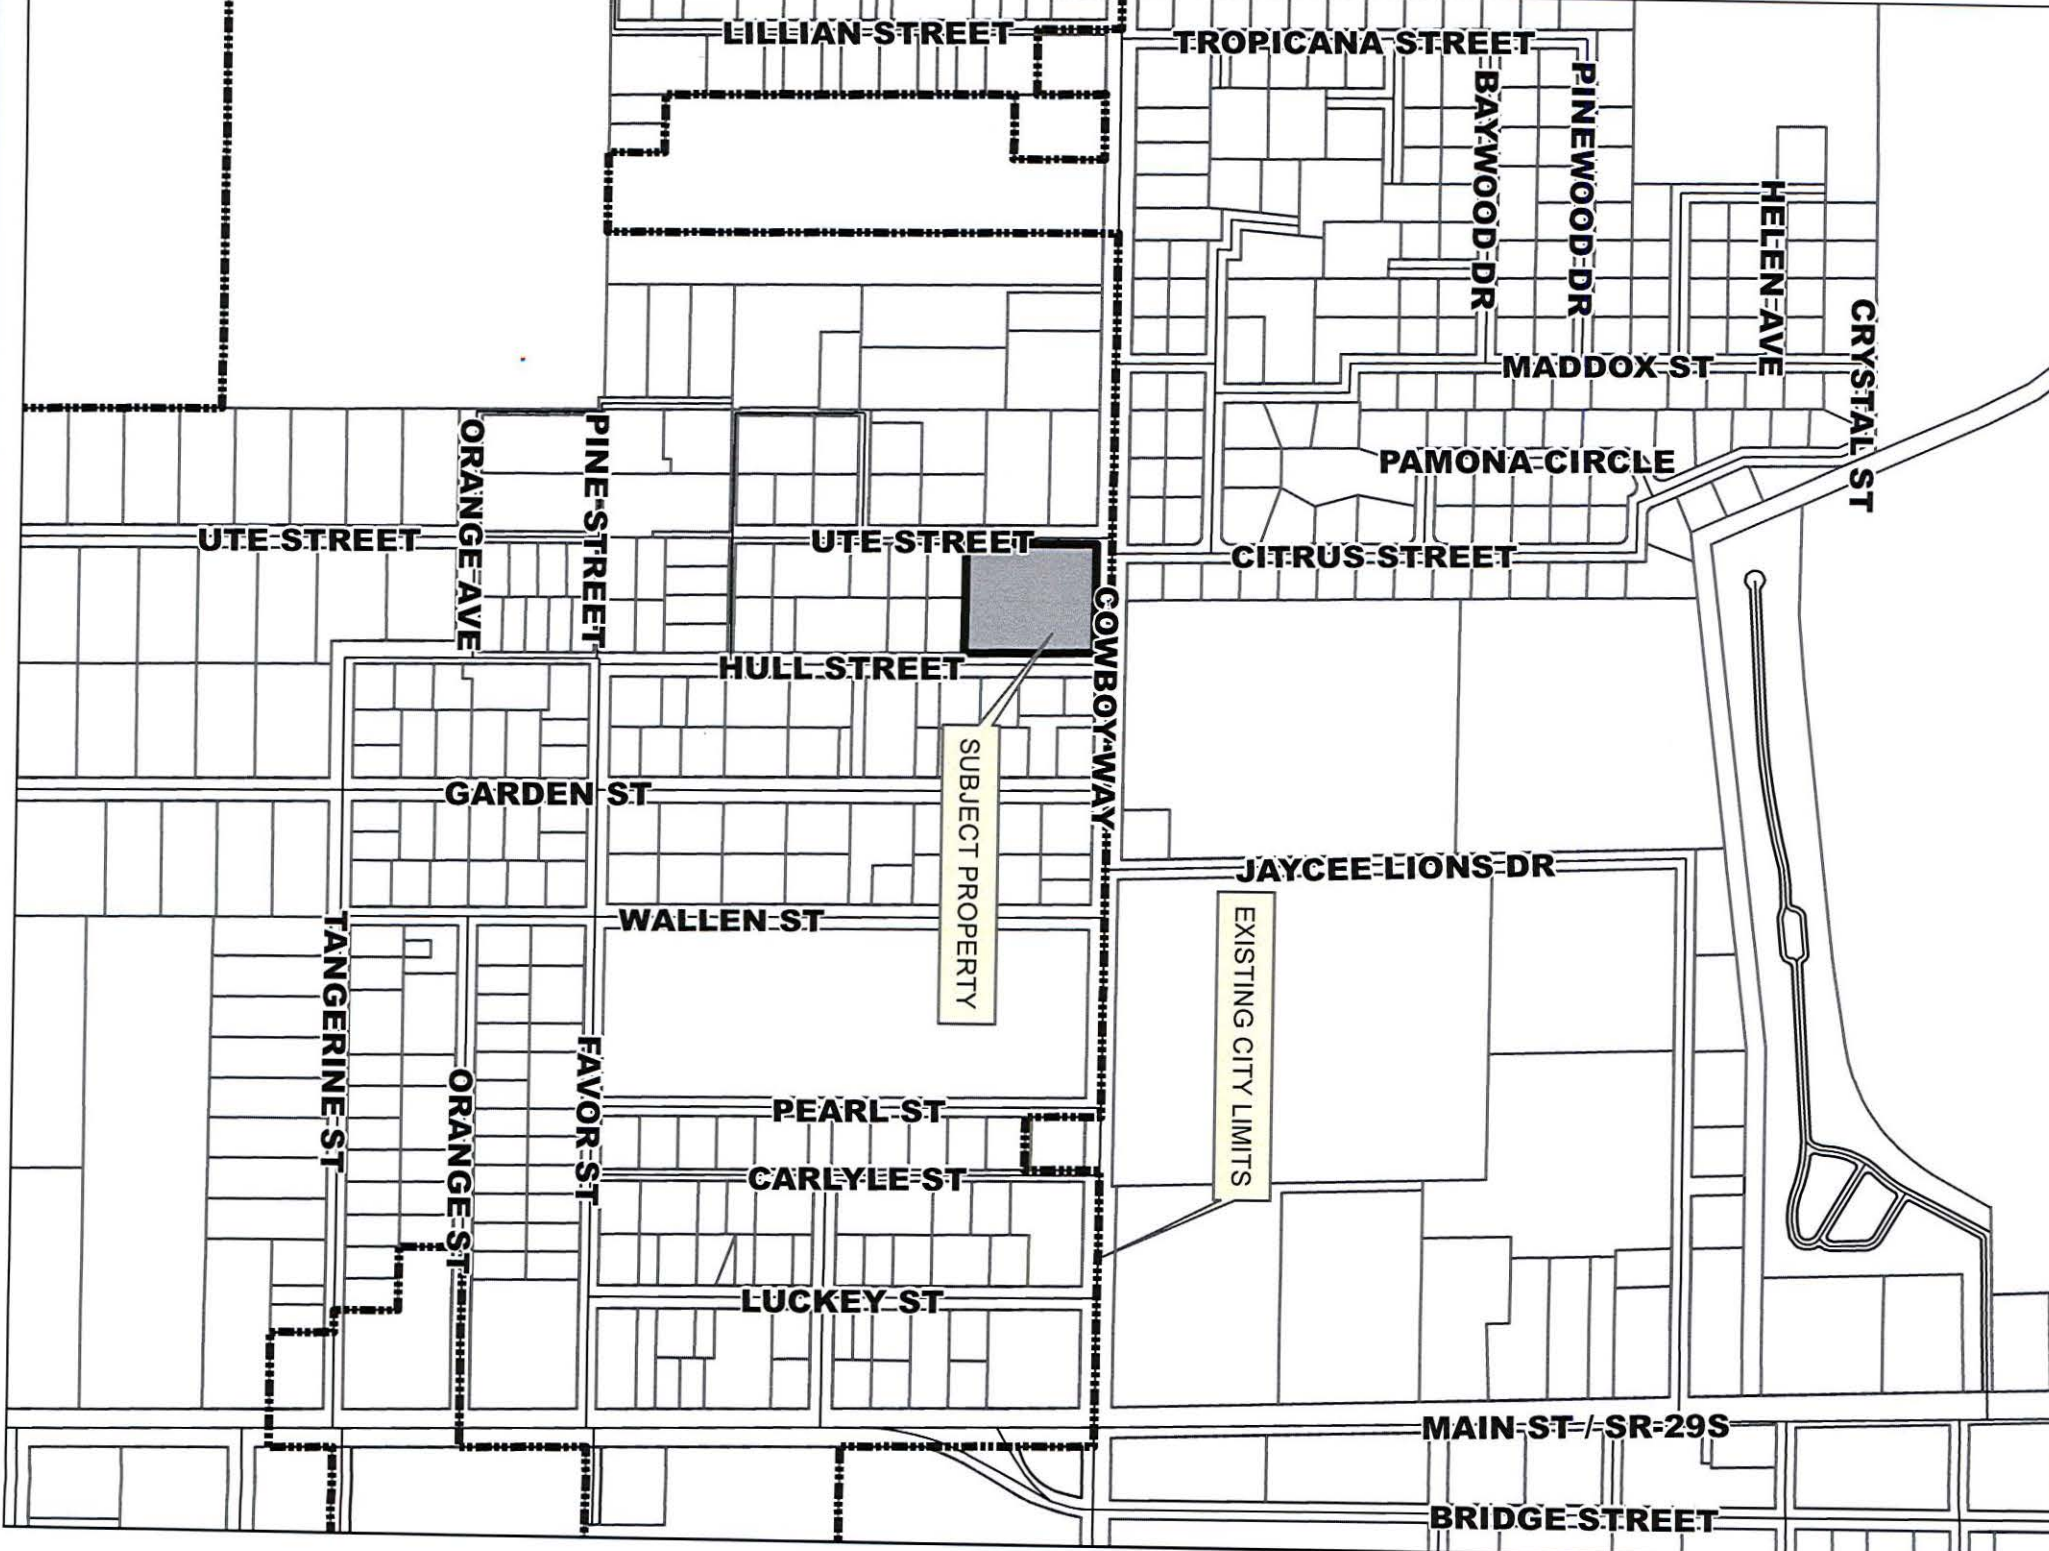 LILLIAN STREET
TROPICANA STREET
BAYWOOD DR
PINEWOOD DR
HELEN AVE
CRYSTAL ST
MADDOX ST
ORANGE AVE
PINE STREET
PAMONA CIRCLE
UTE STREET
UTE STREET
CITRUS STREET
COWBOY WAY
HULL STREET
SUBJECT PROPERTY
GARDEN ST
JAYCEE LIONS DR
EXISTING CITY LIMITS
WALLEN ST
TANGERINE ST
ORANGE ST
FAVOR ST
PEARL ST
CARLYLE ST
LUCKEY ST
MAIN ST / SR-29S
BRIDGE STREET